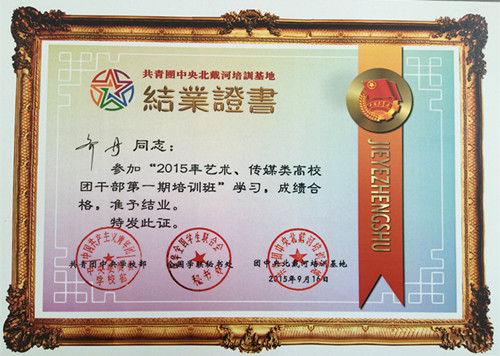 共青團中央北戴河培訓基地
結業證書
JIEYEZHENGSHU
乔丹 同志：
参加“2015年艺术、传媒类高校
团干部第一期培训班”学习，成绩合
格，准予结业。
特发此证。
共青团中央学校部
全国学联秘书处
团中央北戴河培训基地
2015年9月16日